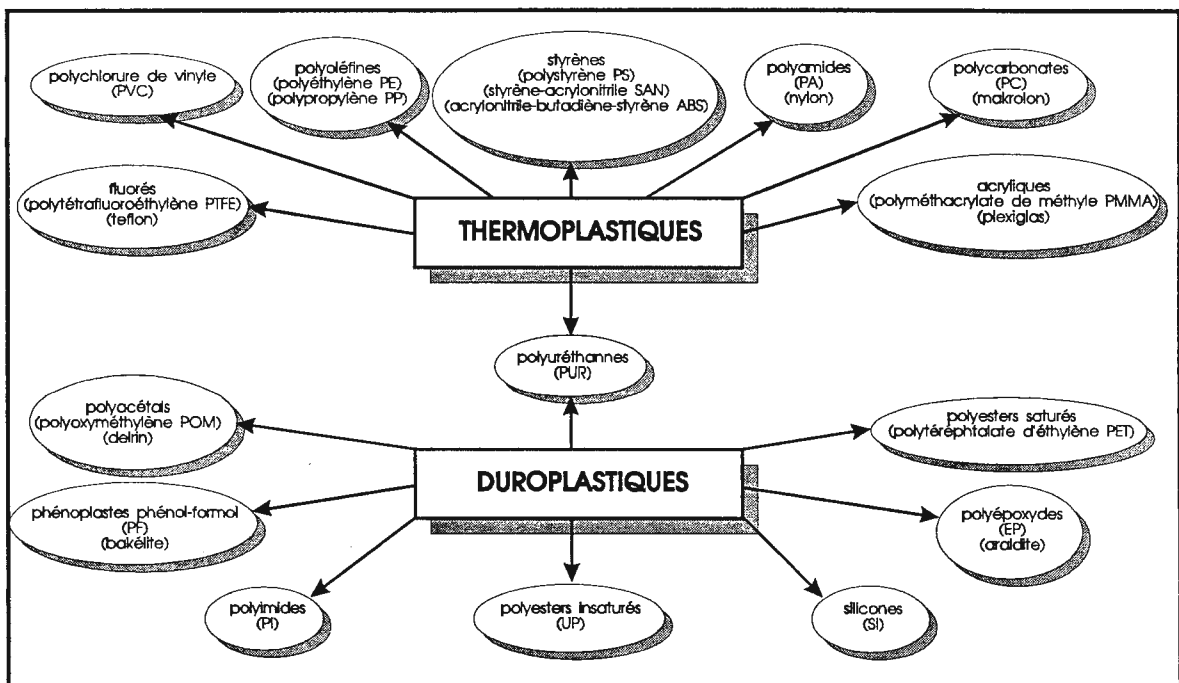 polychlorure de vinyle
(PVC)
polyoléfines
(polyéthylène PE)
(polypropylène PP)
styrènes
(polystyrène PS)
(styrène-acrylonitrile SAN)
(acrylonitrile-butadiène-styrène ABS)
polyamides
(PA)
(nylon)
polycarbonates
(PC)
(makrolon)
fluorés
(polytétrafluoroéthylène PTFE)
(teflon)
THERMOPLASTIQUES
acryliques
(polyméthacrylate de méthyle PMMA)
(plexiglas)
polyuréthannes
(PUR)
polyacétals
(polyoxyméthylène POM)
(delrin)
polyesters saturés
(polytéréphtalate d'éthylène PET)
DUROPLASTIQUES
phénoplastes phénol-formol
(PF)
(bakélite)
polyépoxydes
(EP)
(araldite)
polyimides
(PI)
polyesters insaturés
(UP)
silicones
(SI)